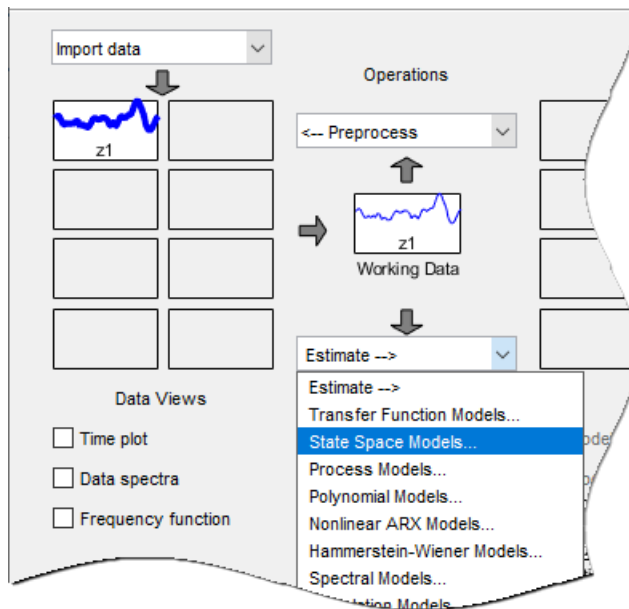 Import data
Operations
z1
<-- Preprocess
z1
Working Data
Estimate -->
Data Views
Time plot
Data spectra
Frequency function
Estimate -->
Transfer Function Models...
State Space Models...
Process Models...
Polynomial Models...
Nonlinear ARX Models...
Hammerstein-Wiener Models...
Spectral Models...
Models...